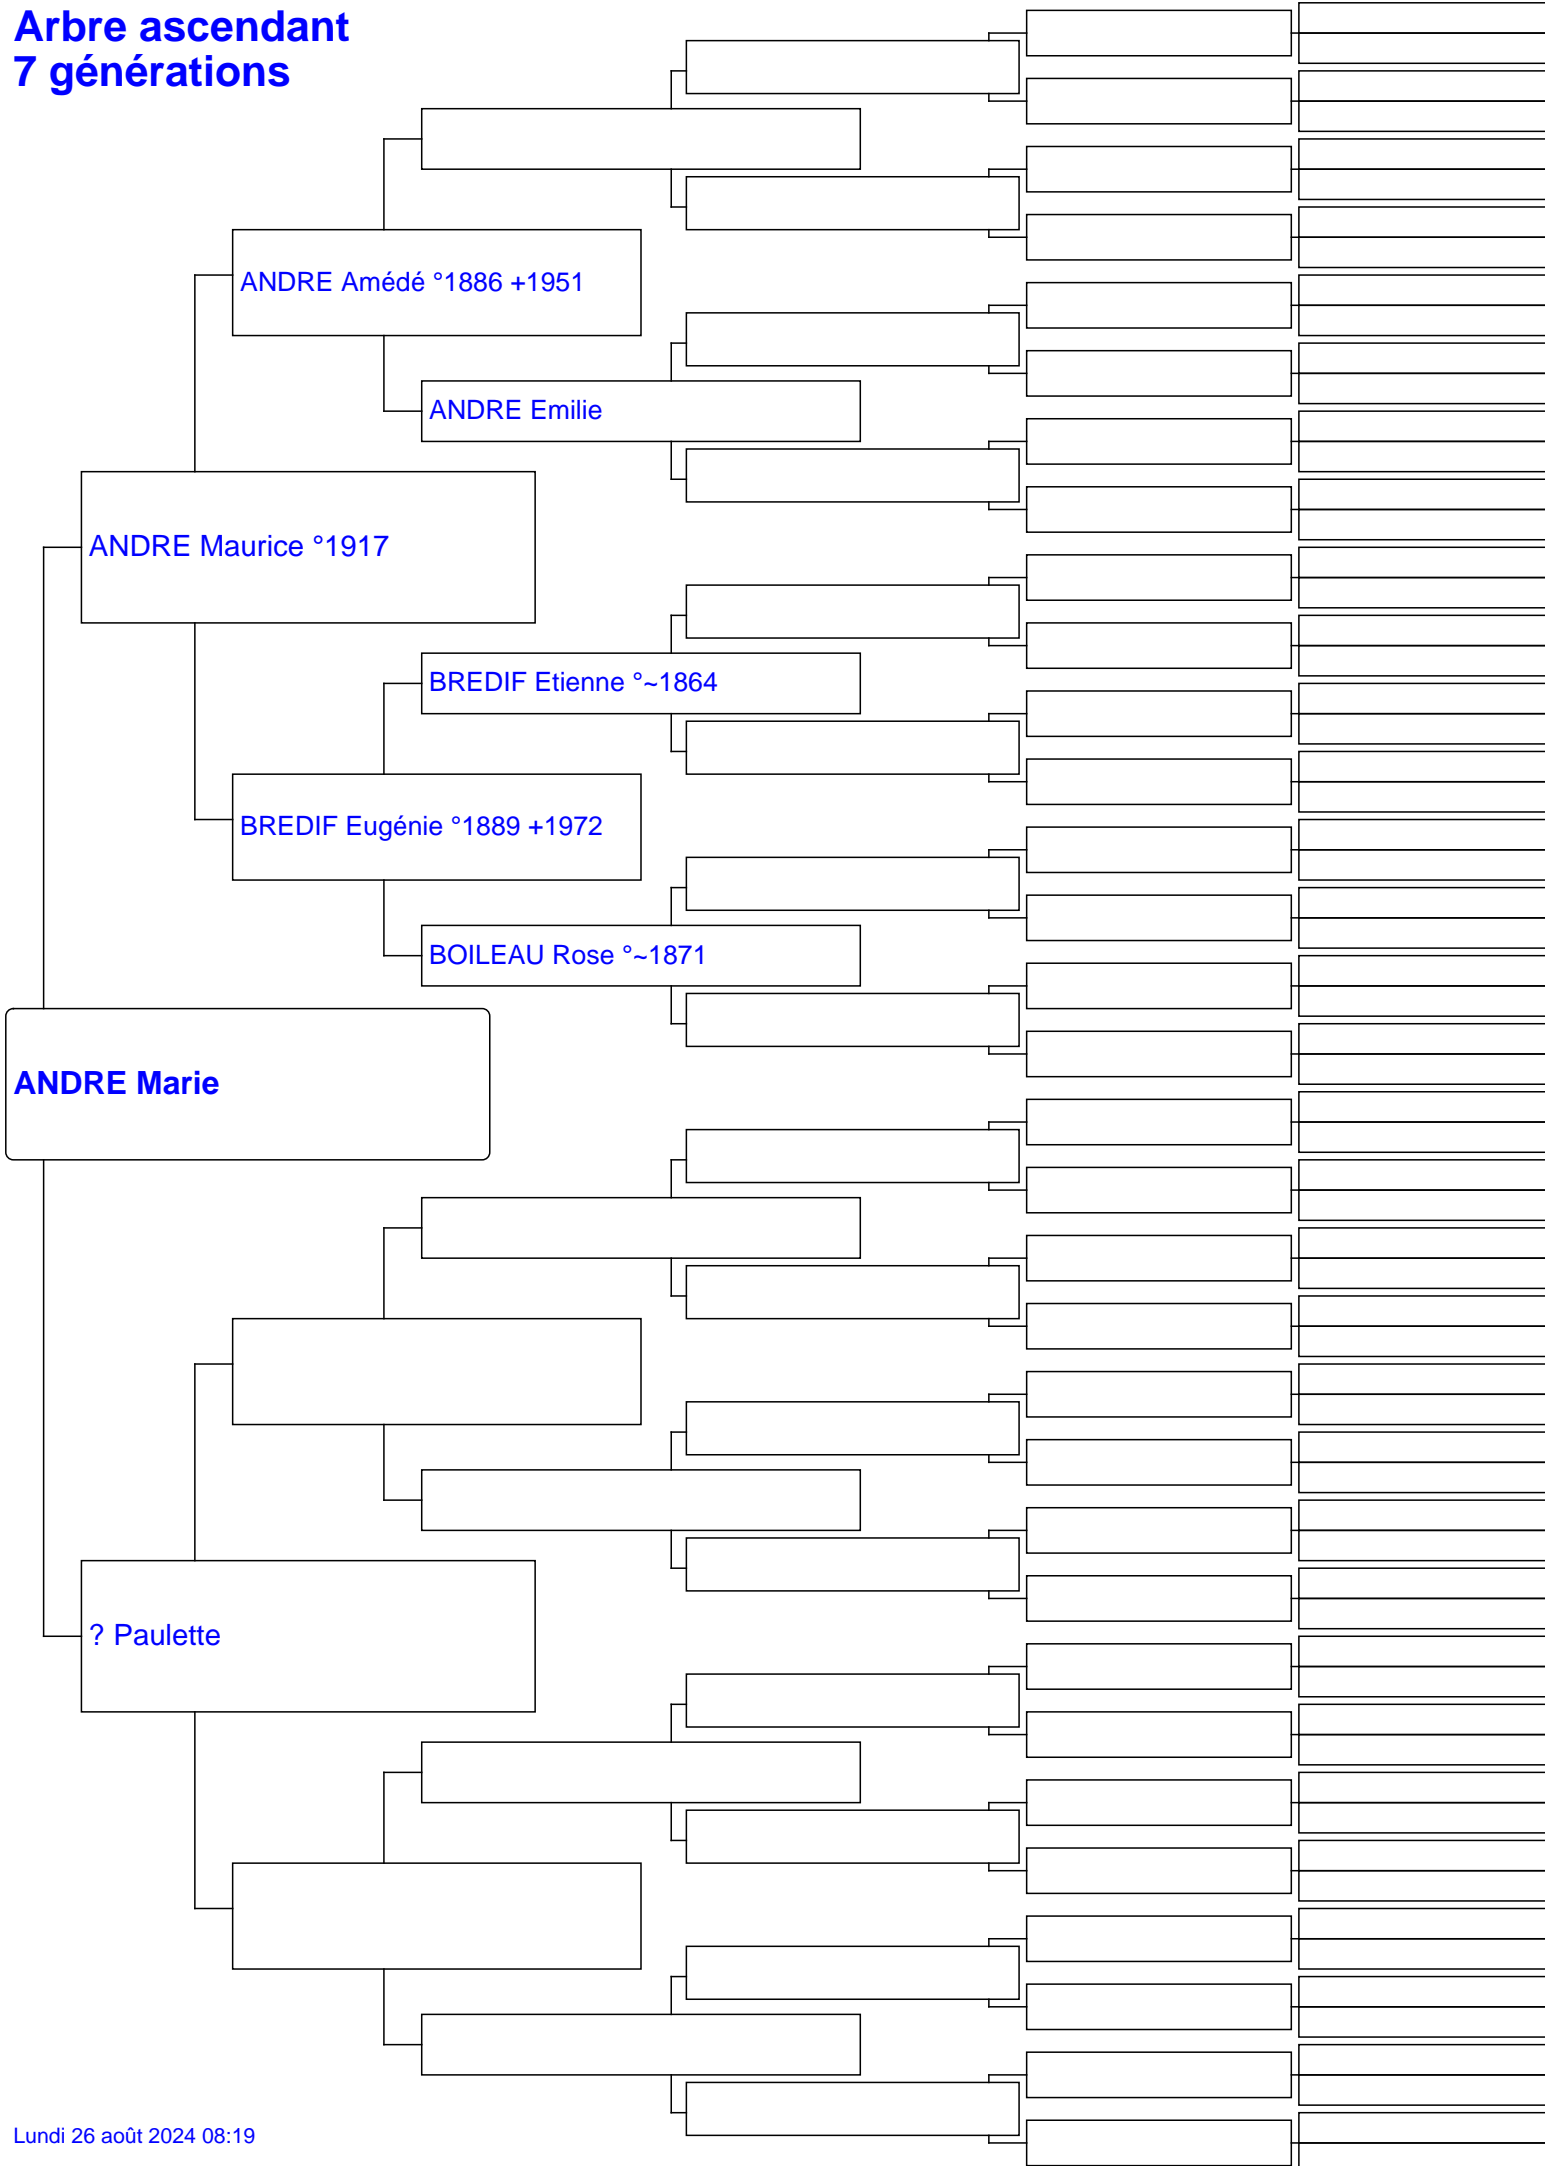 Arbre ascendant
7 générations
ANDRE Amédé °1886 +1951
ANDRE Emilie
ANDRE Maurice °1917
BREDIF Etienne °~1864
BREDIF Eugénie °1889 +1972
BOILEAU Rose °~1871
ANDRE Marie
? Paulette
Lundi 26 août 2024 08:19